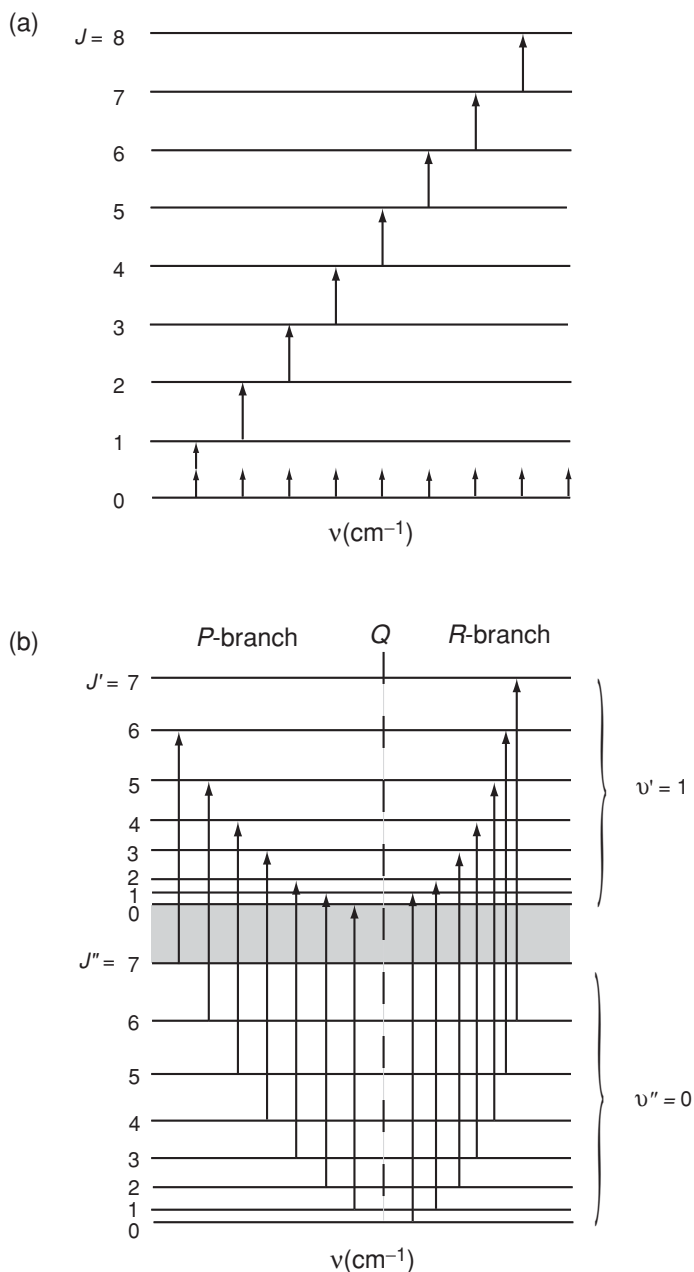 (a)
J = 8
7
6
5
4
3
2
1
0
ν(cm⁻¹)
(b)
P-branch Q R-branch
J' = 7
6
5
4
3
2
1
0
υ' = 1
J" = 7
6
5
4
3
2
1
0
υ" = 0
ν(cm⁻¹)